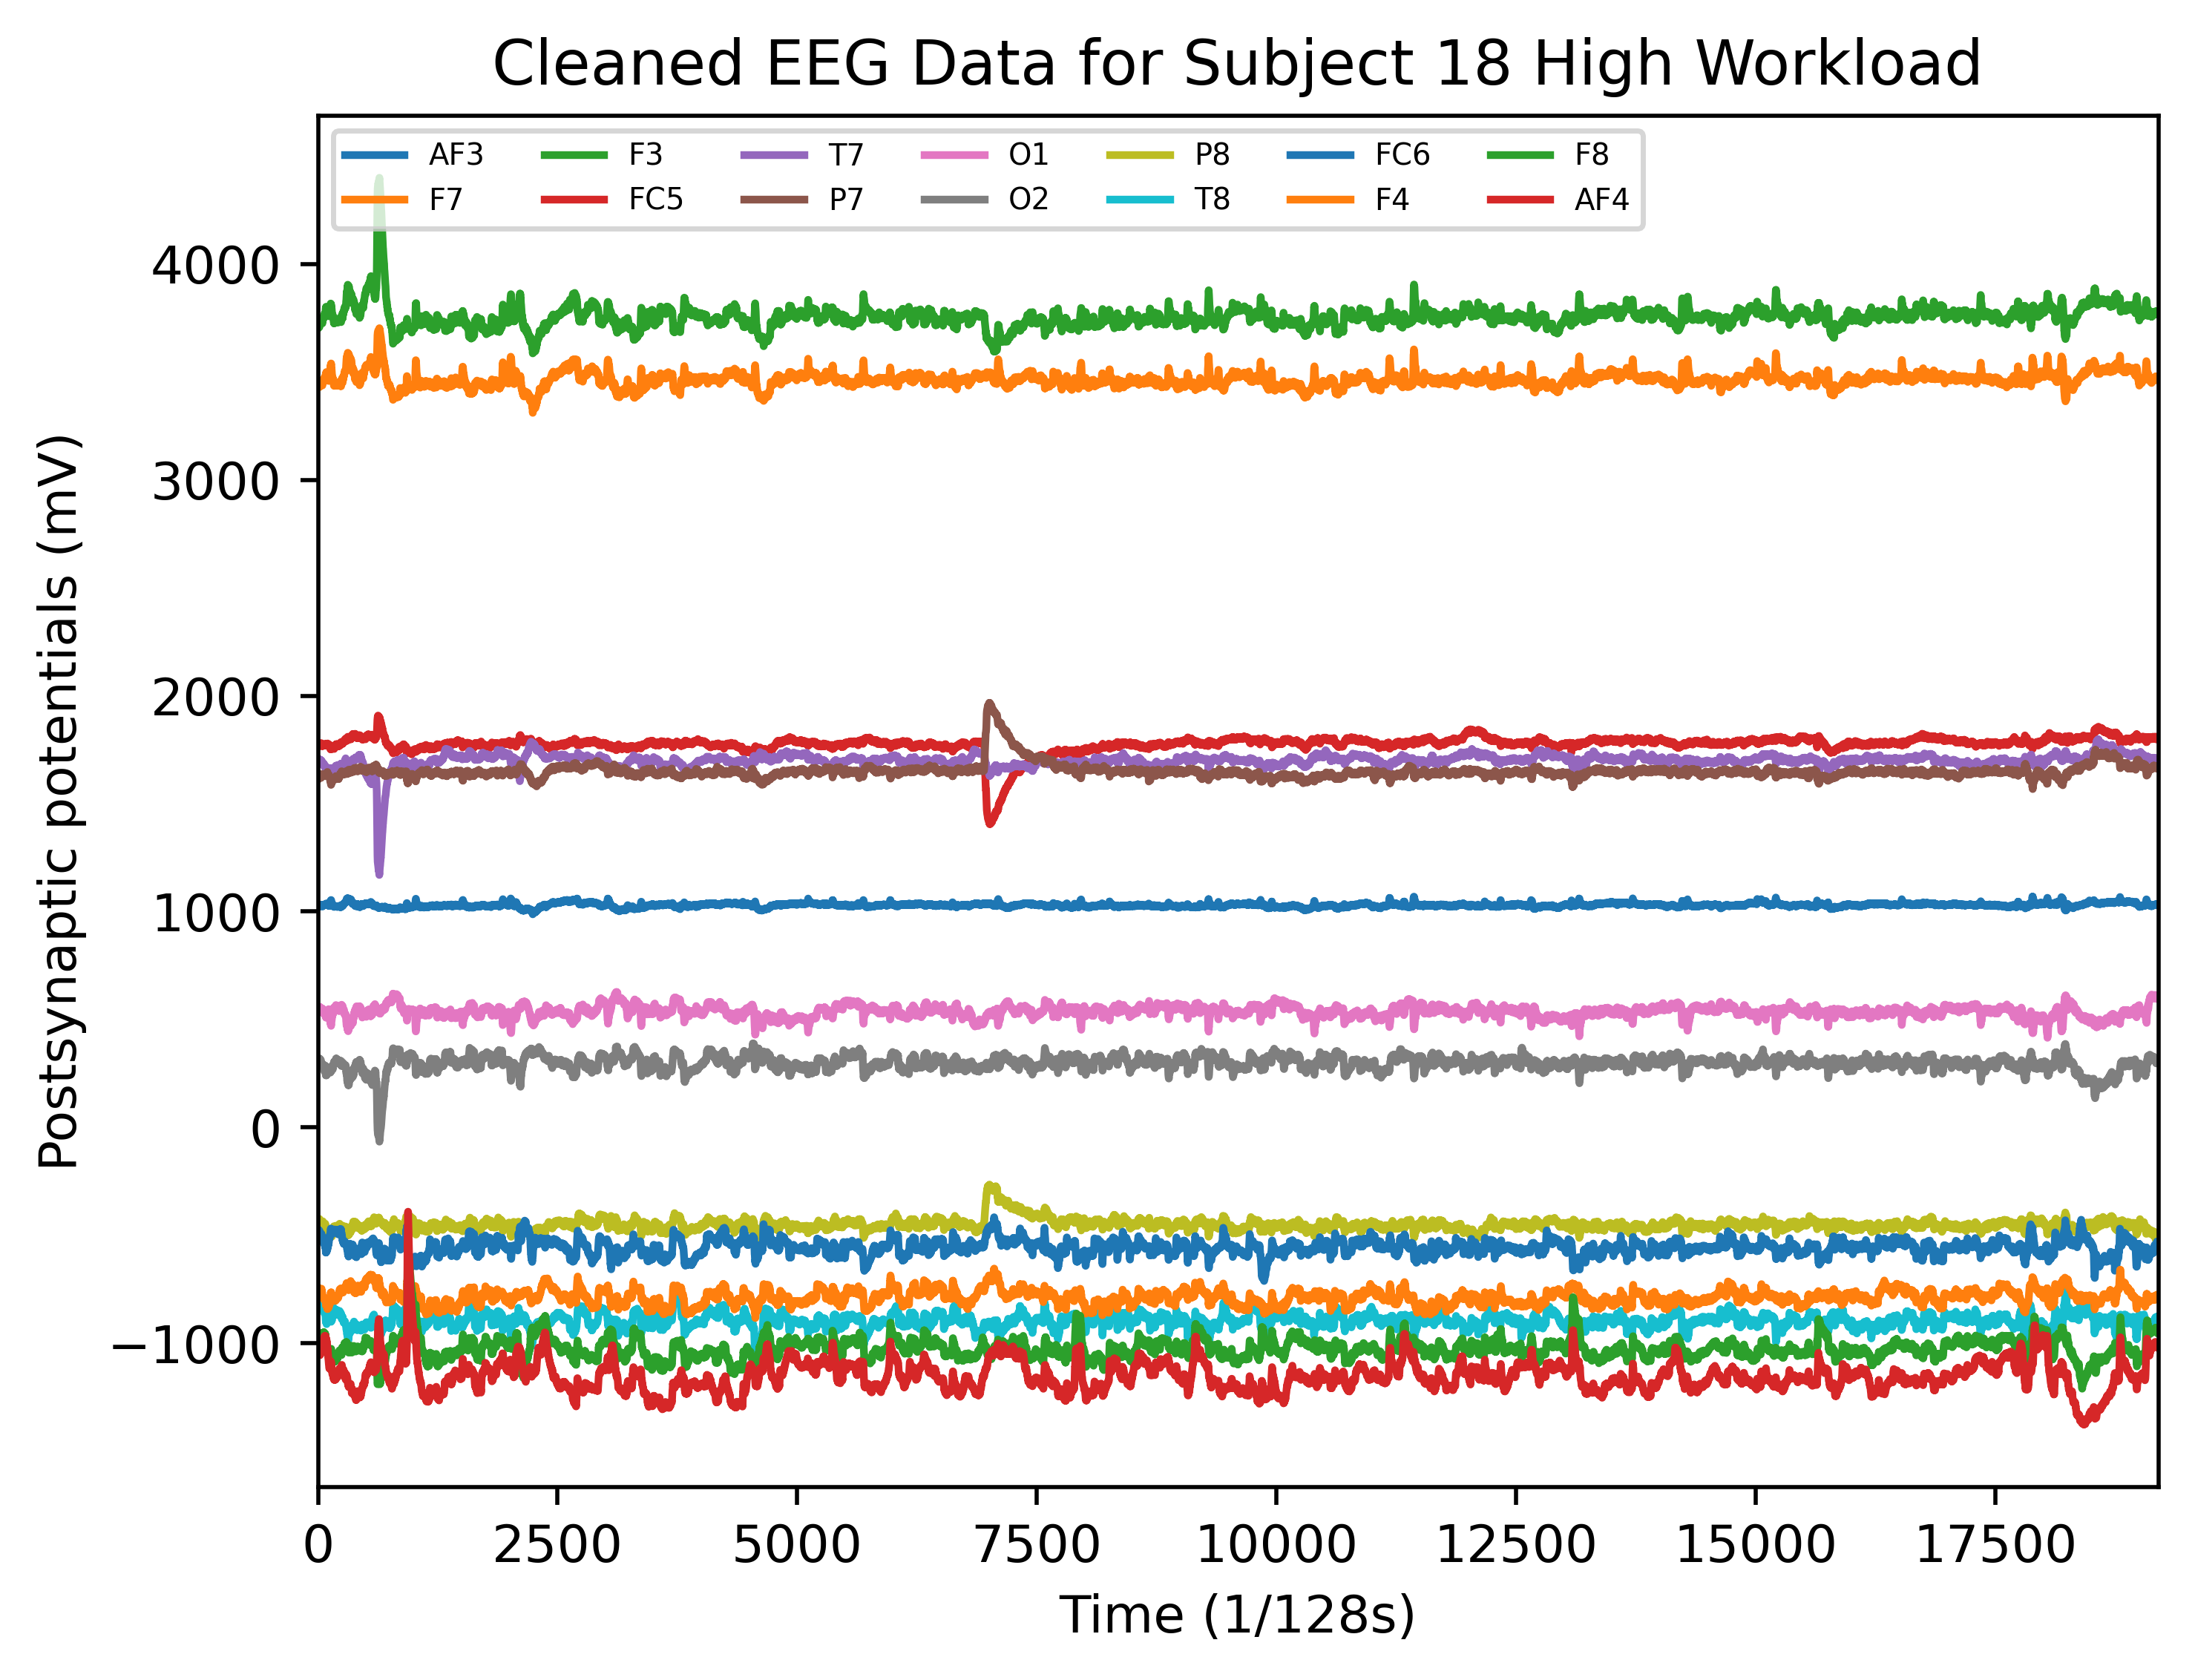 Cleaned EEG Data for Subject 18 High Workload
AF3 F3 T7 O1 P8 FC6 F8
F7 FC5 P7 O2 T8 F4 AF4
Postsynaptic potentials (mV)
4000
3000
2000
1000
0
−1000
0 2500 5000 7500 10000 12500 15000 17500
Time (1/128s)